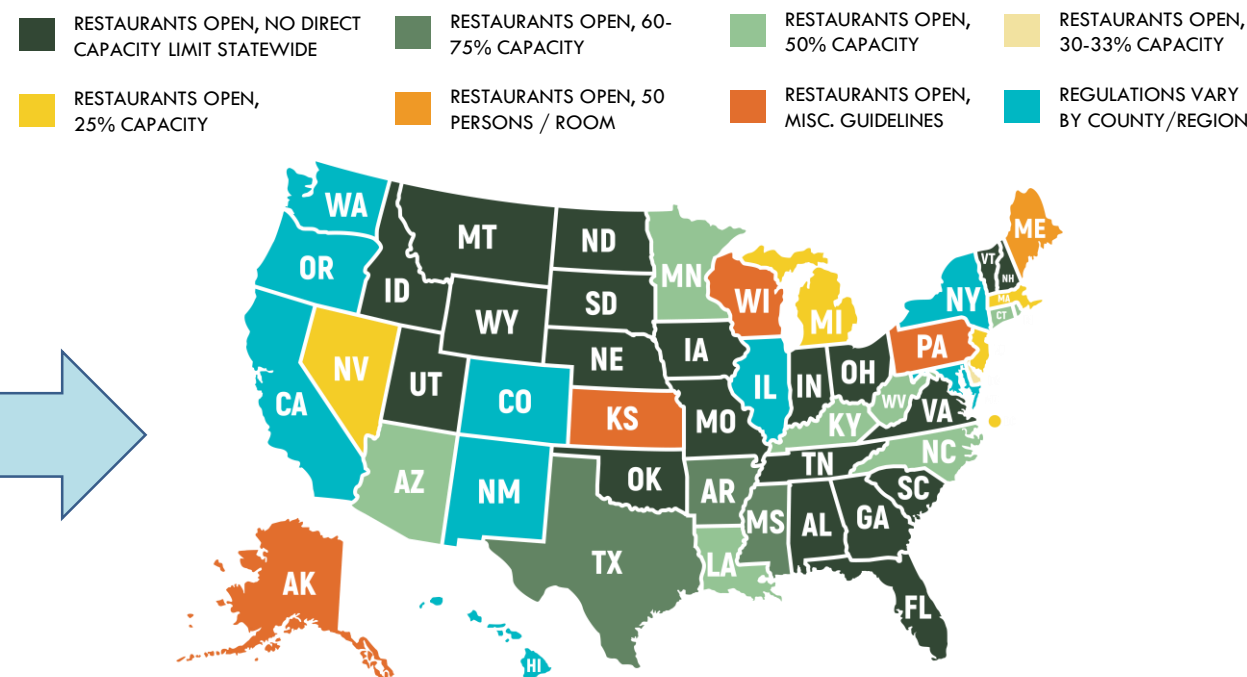 RESTAURANTS OPEN, NO DIRECT
CAPACITY LIMIT STATEWIDE
RESTAURANTS OPEN, 60-
75% CAPACITY
RESTAURANTS OPEN,
50% CAPACITY
RESTAURANTS OPEN,
30-33% CAPACITY
RESTAURANTS OPEN,
25% CAPACITY
RESTAURANTS OPEN, 50
PERSONS / ROOM
RESTAURANTS OPEN,
MISC. GUIDELINES
REGULATIONS VARY
BY COUNTY/REGION
WA
MT
ND
MN
ME
VT
NH
OR
ID
SD
WI
MI
NY
MA
CT
WY
NE
IA
PA
NV
UT
CO
IL
IN
OH
CA
KS
MO
WV
VA
KY
NC
AZ
NM
OK
AR
TN
SC
TX
LA
MS
AL
GA
FL
AK
HI